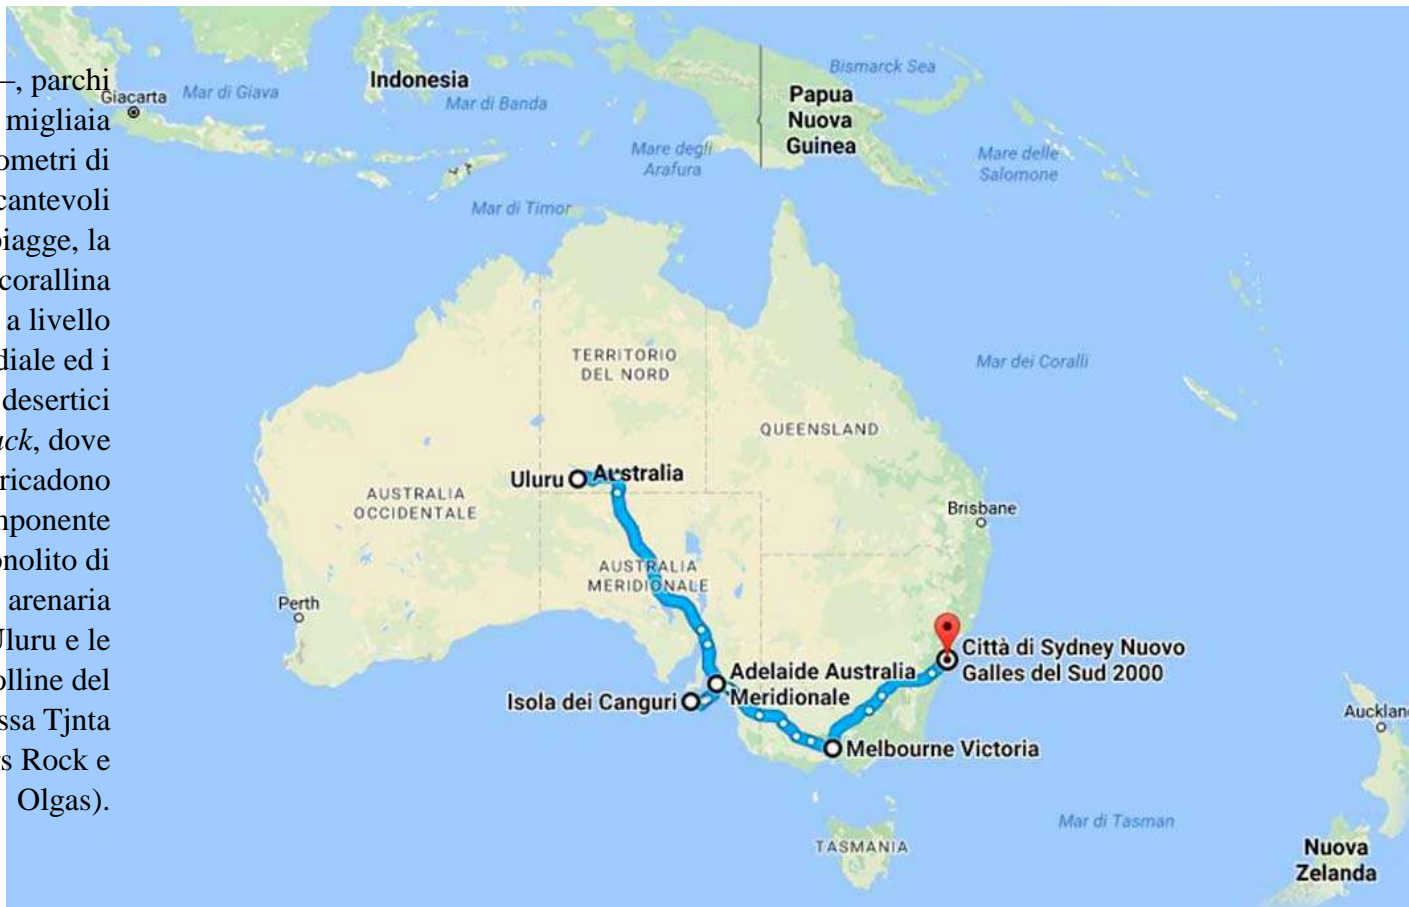 –, parchi
migliaia
ometri di
cantevoli
piagge, la
corallina
a livello
diale ed i
desertici
uck, dove
ricadono
mponente
onolito di
arenaria
Uluru e le
olline del
ssa Tjnta
rs Rock e
Olgas).
Giacarta
Mar di Giava
Indonesia
Mar di Banda
Bismarck Sea
Papua
Nuova
Guinea
Mare degli
Arafura
Mare delle
Salomone
Mar di Timor
TERRITORIO
DEL NORD
Mar dei Coralli
QUEENSLAND
Uluru
Australia
AUSTRALIA
OCCIDENTALE
Brisbane
AUSTRALIA
MERIDIONALE
Perth
Città di Sydney Nuovo
Galles del Sud 2000
Adelaide Australia
Meridionale
Isola dei Canguri
Melbourne Victoria
Aucklan
Mar di Tasman
TASMANIA
Nuova
Zelanda